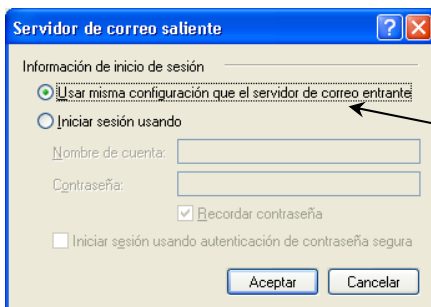 Servidor de correo saliente
Información de inicio de sesión
Usar misma configuración que el servidor de correo entrante
Iniciar sesión usando
Nombre de cuenta:
Contraseña:
Recordar contraseña
Iniciar sesión usando autenticación de contraseña segura
Aceptar Cancelar